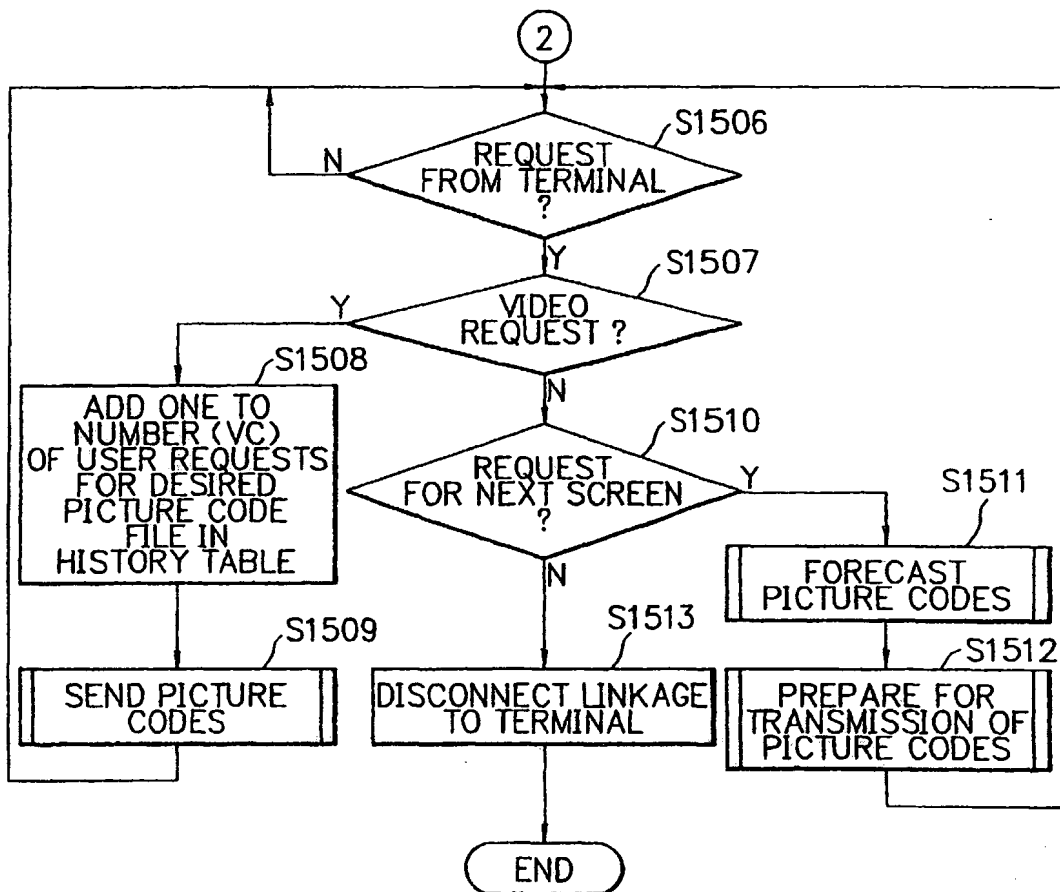 2
S1506
REQUEST
FROM TERMINAL
?
N
Y
S1507
VIDEO
REQUEST ?
Y
N
S1508
ADD ONE TO
NUMBER (VC)
OF USER REQUESTS
FOR DESIRED
PICTURE CODE
FILE IN
HISTORY TABLE
S1510
REQUEST
FOR NEXT SCREEN
?
Y
N
S1511
FORECAST
PICTURE CODES
S1509
SEND PICTURE
CODES
S1513
DISCONNECT LINKAGE
TO TERMINAL
S1512
PREPARE FOR
TRANSMISSION OF
PICTURE CODES
END